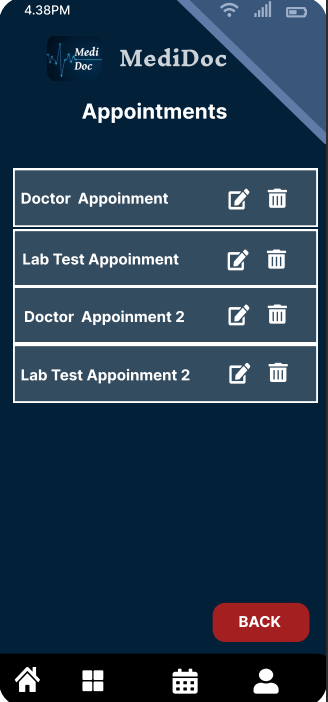 4.38PM
Medi
Doc
MediDoc
Appointments
Doctor Appoinment
Lab Test Appoinment
Doctor Appoinment 2
Lab Test Appoinment 2
BACK